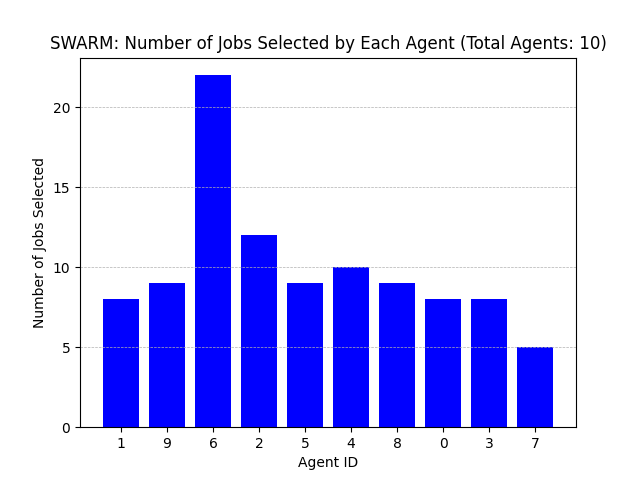 SWARM: Number of Jobs Selected by Each Agent (Total Agents: 10)
Number of Jobs Selected
20
15
10
5
0
1 9 6 2 5 4 8 0 3 7
Agent ID